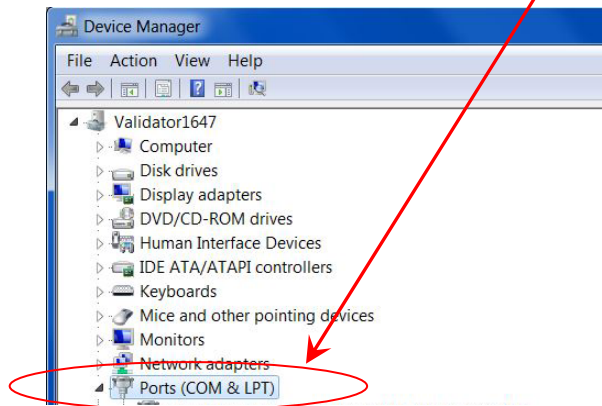 Device Manager
File Action View Help
Validator1647
Computer
Disk drives
Display adapters
DVD/CD-ROM drives
Human Interface Devices
IDE ATA/ATAPI controllers
Keyboards
Mice and other pointing devices
Monitors
Network adapters
Ports (COM & LPT)